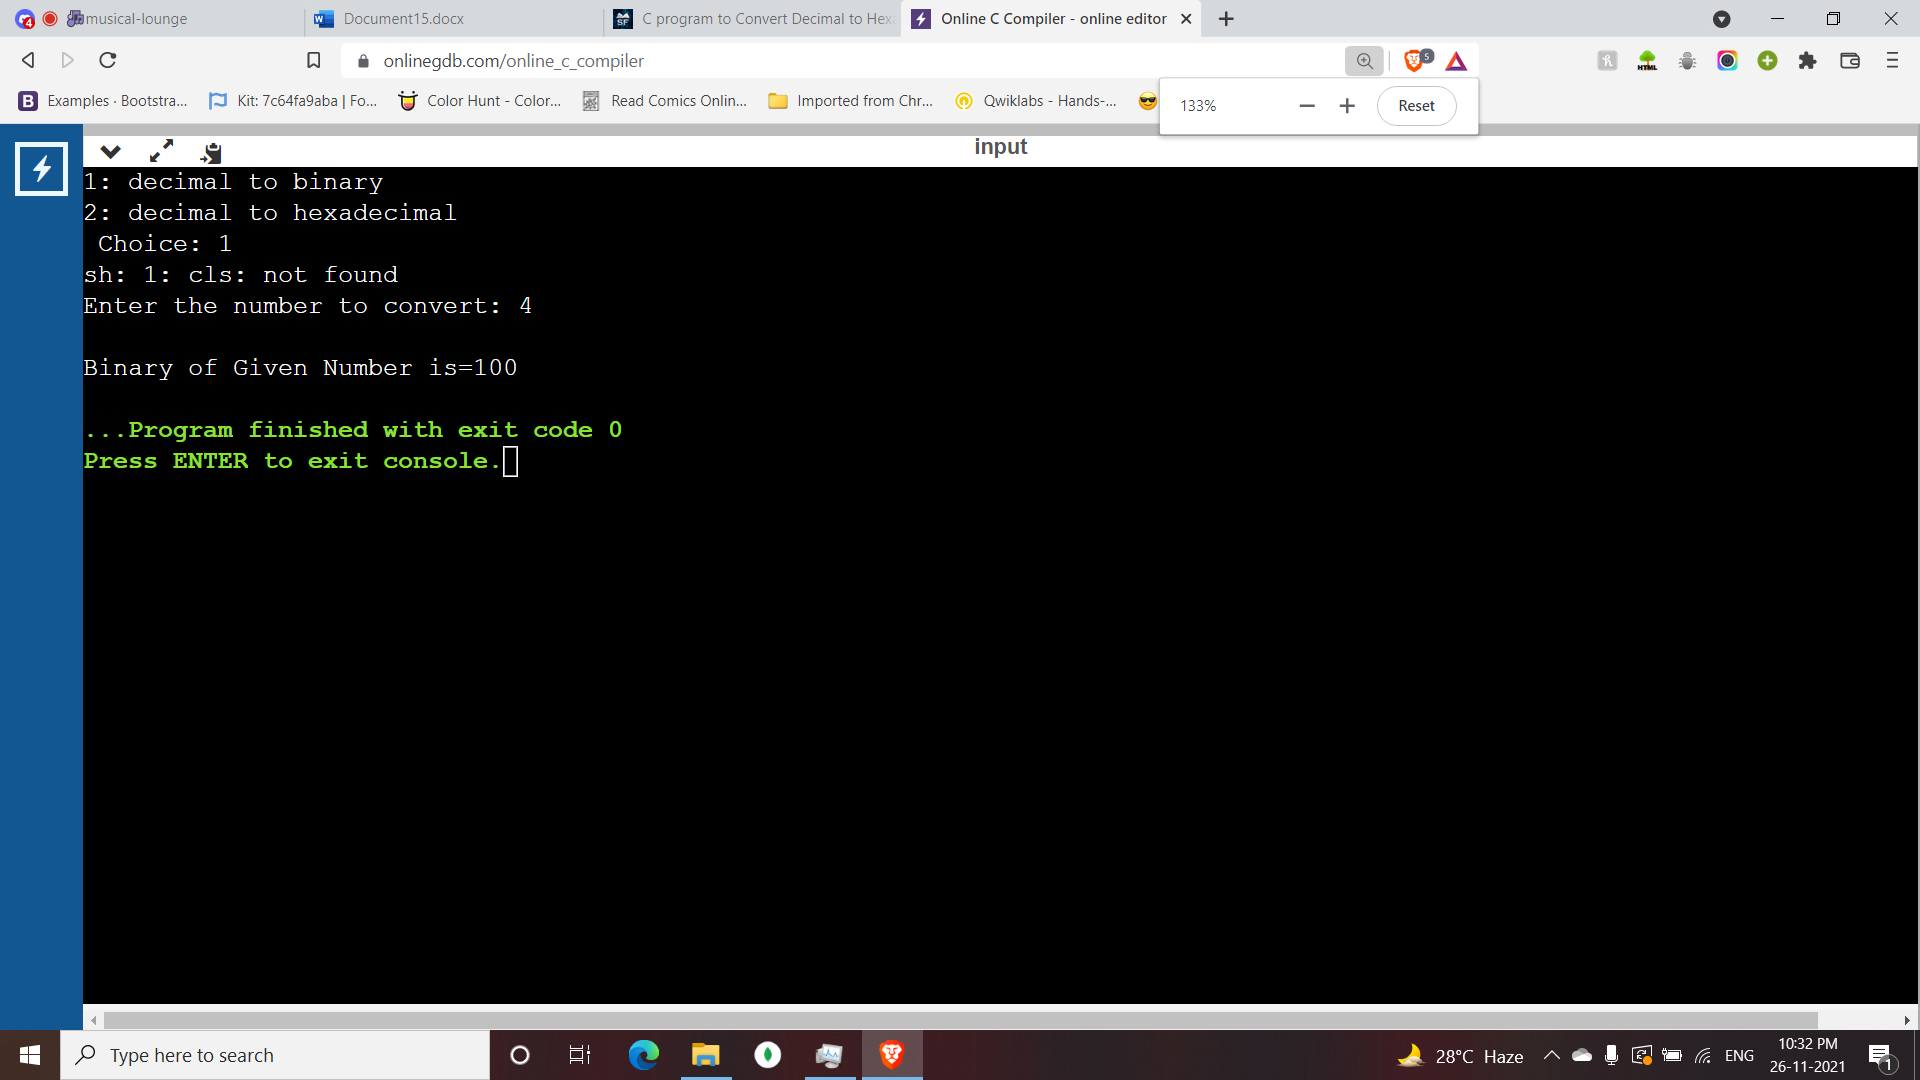 musical-lounge
Document15.docx
C program to Convert Decimal to Hex
Online C Compiler - online editor
onlinegdb.com/online_c_compiler
5
Examples · Bootstra...
Kit: 7c64fa9aba | Fo...
Color Hunt - Color...
Read Comics Onlin...
Imported from Chr...
Qwiklabs - Hands-...
133%
Reset
input
1: decimal to binary
2: decimal to hexadecimal
Choice: 1
sh: 1: cls: not found
Enter the number to convert: 4
Binary of Given Number is=100
...Program finished with exit code 0
Press ENTER to exit console.
Type here to search
28°C Haze
ENG
10:32 PM
26-11-2021
1